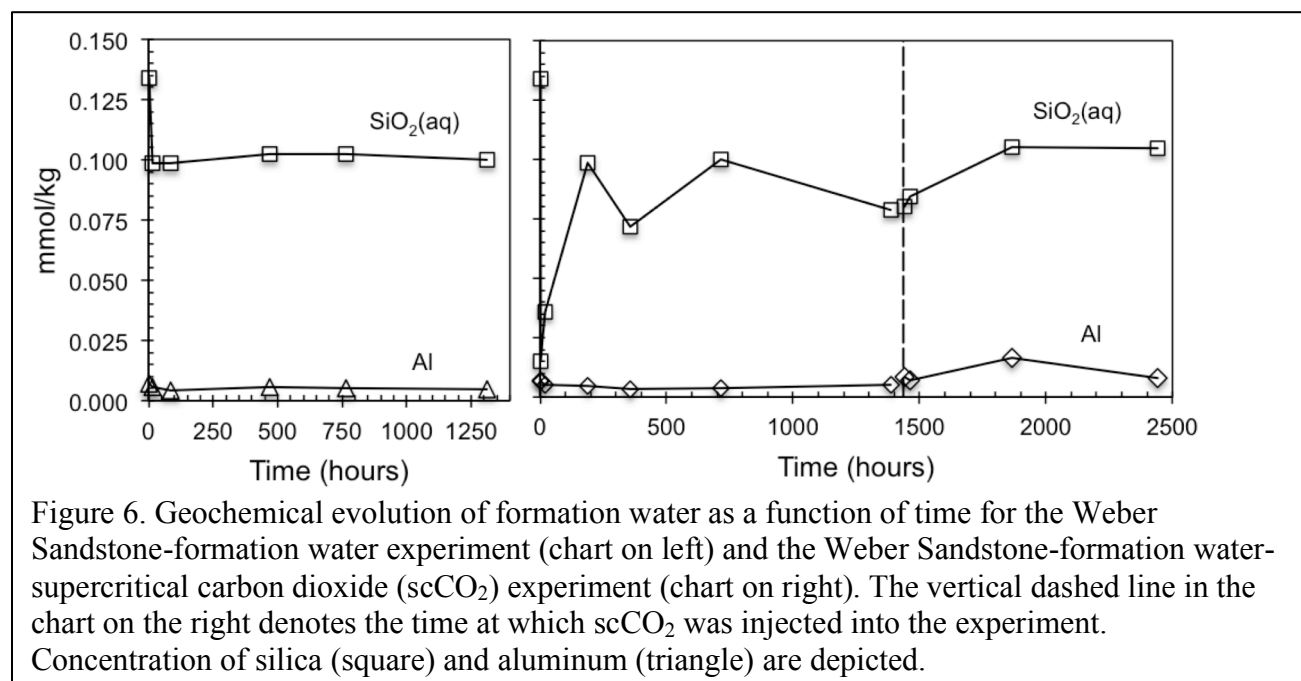 0.150
0.125
0.100
0.075
0.050
0.025
0.000
mmol/kg
SiO₂(aq)
Al
0 250 500 750 1000 1250
Time (hours)
SiO₂(aq)
Al
0 500 1000 1500 2000 2500
Time (hours)
Figure 6. Geochemical evolution of formation water as a function of time for the Weber
Sandstone-formation water experiment (chart on left) and the Weber Sandstone-formation water-
supercritical carbon dioxide (scCO₂) experiment (chart on right). The vertical dashed line in the
chart on the right denotes the time at which scCO₂ was injected into the experiment.
Concentration of silica (square) and aluminum (triangle) are depicted.